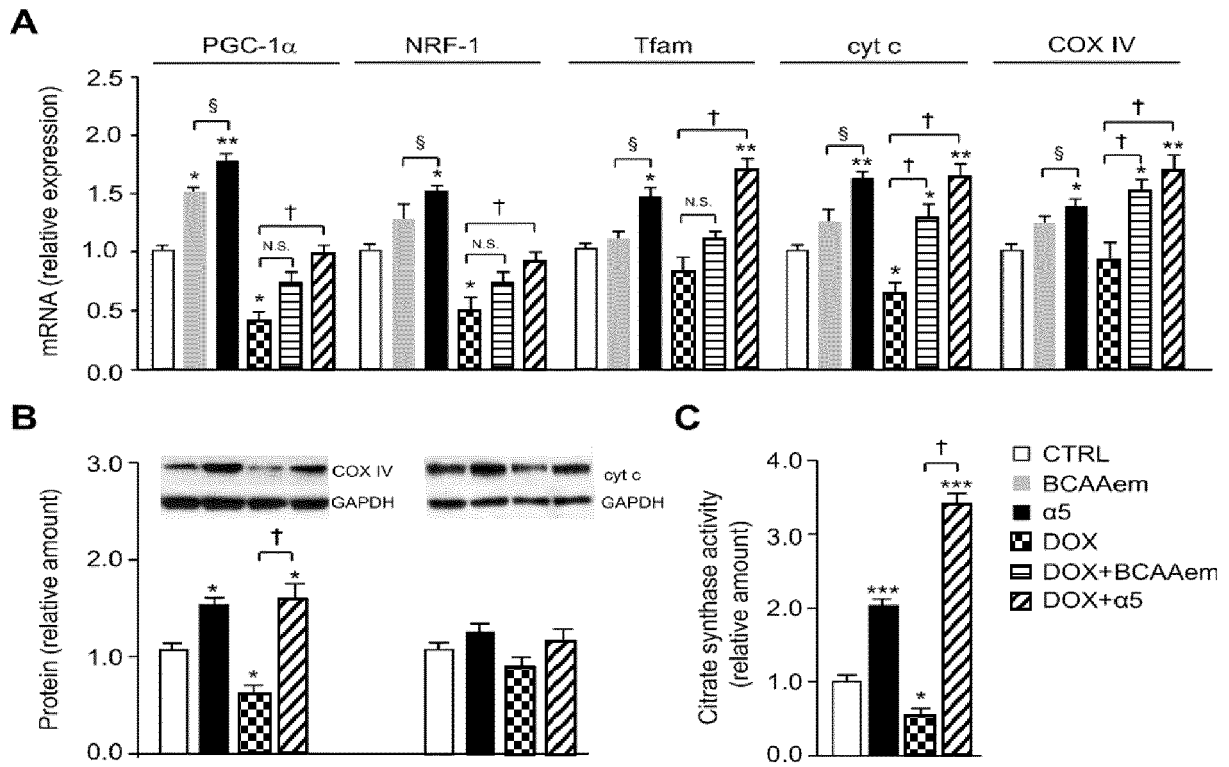 A
PGC-1α NRF-1 Tfam cyt c COX IV
mRNA (relative expression)
2.5
2.0
1.5
1.0
0.5
0.0
§ * ** * N.S. †
§ * * N.S. †
§ * N.S. † **
§ ** * † * † **
§ * † * † **
B
Protein (relative amount)
3.0
2.0
1.0
0.0
COX IV
GAPDH
cyt c
GAPDH
* * † *
C
Citrate synthase activity
(relative amount)
4.0
3.0
2.0
1.0
0.0
*** * † ***
CTRL
BCAAem
α5
DOX
DOX+BCAAem
DOX+α5